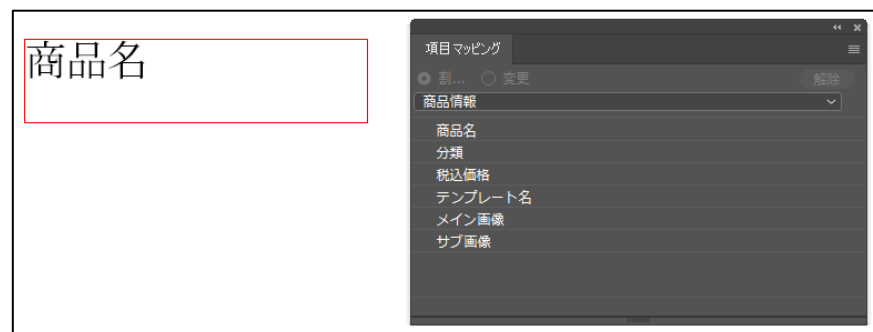 商品名
項目マッピング
割... 変更 解除
商品情報
商品名
分類
税込価格
テンプレート名
メイン画像
サブ画像